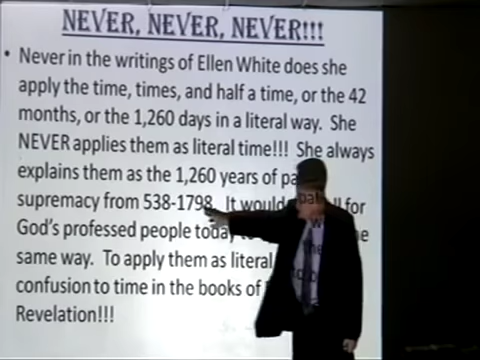 NEVER, NEVER, NEVER!!!
• Never in the writings of Ellen White does she
apply the time, times, and half a time, or the 42
months, or the 1,260 days in a literal way. She
NEVER applies them as literal time!!! She always
explains them as the 1,260 years of
supremacy from 538-1798. It would for
God's professed people today
same way. To apply them as literal
confusion to time in the books of
Revelation!!!